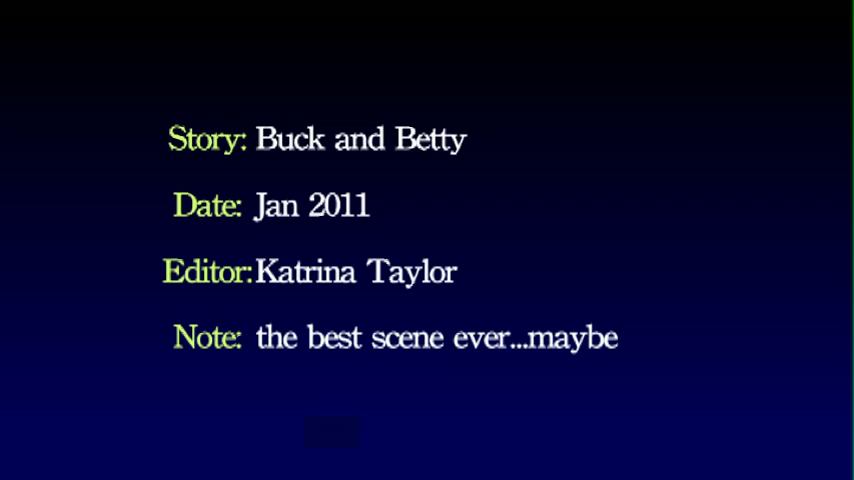 Story: Buck and Betty
Date: Jan 2011
Editor: Katrina Taylor
Note: the best scene ever...maybe